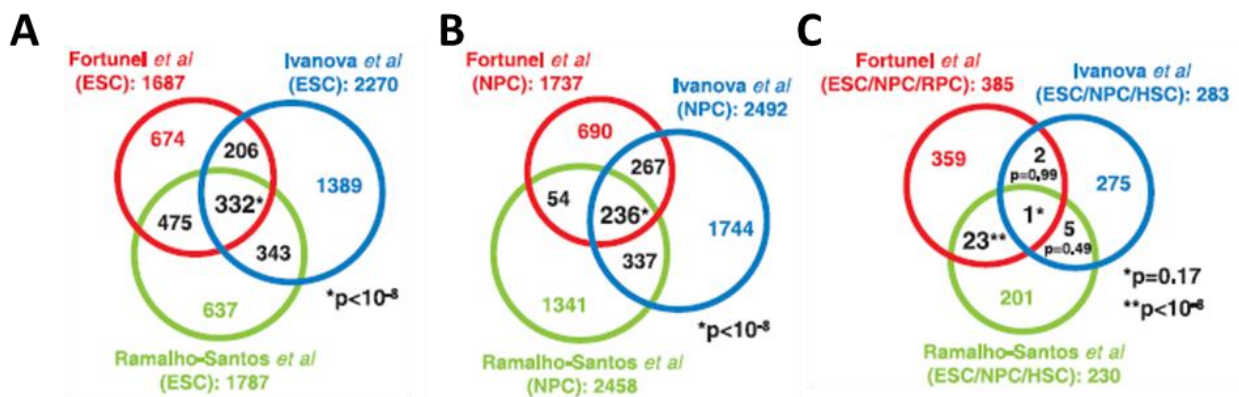 A
Fortunel et al
(ESC): 1687
Ivanova et al
(ESC): 2270
674
206
1389
332*
475
343
637
*p<10⁻⁸
Ramalho-Santos et al
(ESC): 1787
B
Fortunel et al
(NPC): 1737
Ivanova et al
(NPC): 2492
690
267
54
236*
1744
337
1341
*p<10⁻⁸
Ramalho-Santos et al
(NPC): 2458
C
Fortunel et al
(ESC/NPC/RPC): 385
Ivanova et al
(ESC/NPC/HSC): 283
359
2
p=0.99
275
1*
23**
5
p=0.49
201
*p=0.17
**p<10⁻⁸
Ramalho-Santos et al
(ESC/NPC/HSC): 230